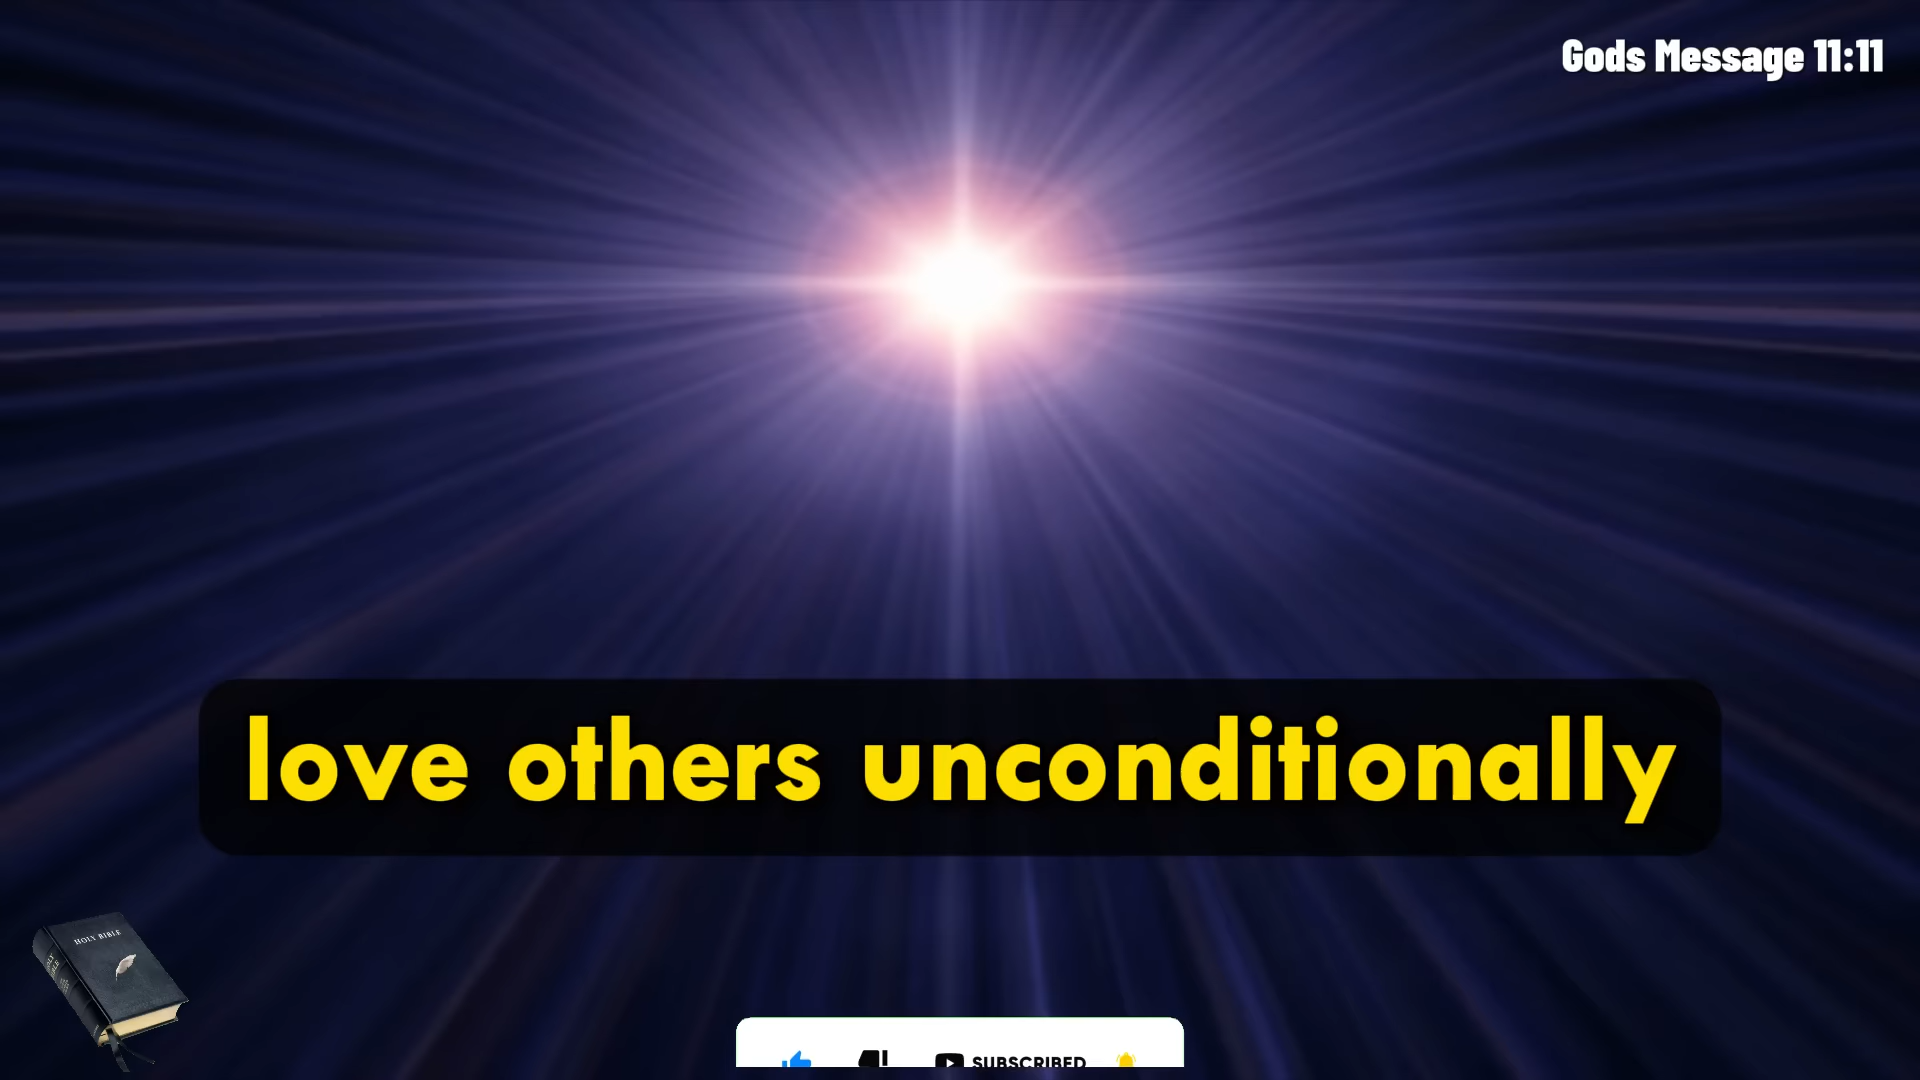 Gods Message 11:11
love others unconditionally
HOLY BIBLE
SUBSCRIBED